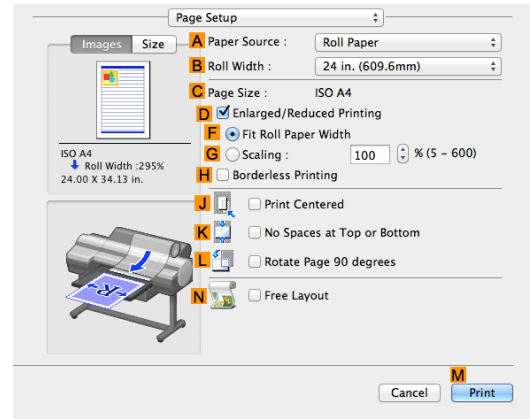 Page Setup
Images Size
A Paper Source : Roll Paper
B Roll Width : 24 in. (609.6mm)
C Page Size : ISO A4
D Enlarged/Reduced Printing
F Fit Roll Paper Width
G Scaling : 100 % (5 – 600)
H Borderless Printing
ISO A4
Roll Width :295%
24.00 X 34.13 in.
J Print Centered
K No Spaces at Top or Bottom
L Rotate Page 90 degrees
N Free Layout
R
M
Cancel Print